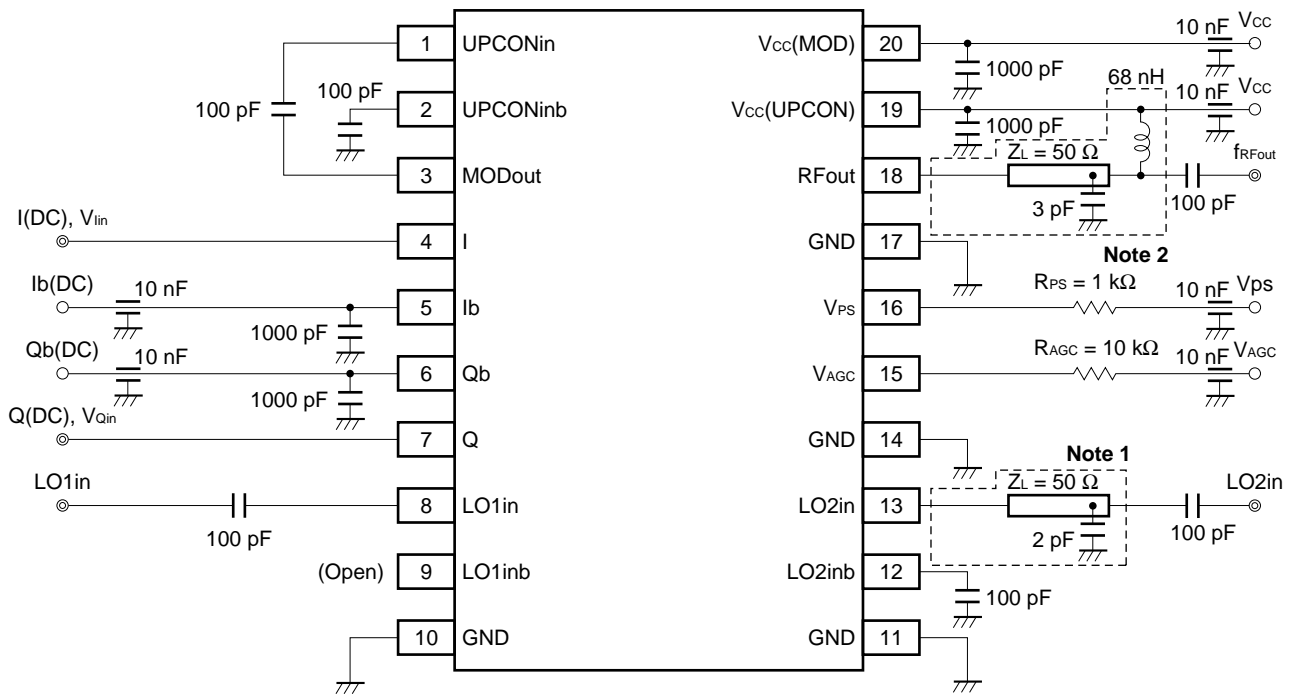 1 UPCONin
2 UPCONinb
3 MODout
4 I
5 Ib
6 Qb
7 Q
8 LO1in
9 LO1inb
10 GND
100 pF
100 pF
I(DC), VIin
Ib(DC)
10 nF
1000 pF
Qb(DC)
10 nF
1000 pF
Q(DC), VQin
LO1in
100 pF
(Open)
VCC(MOD) 20
VCC(UPCON) 19
RFout 18
GND 17
VPS 16
VAGC 15
GND 14
LO2in 13
LO2inb 12
GND 11
10 nF VCC
1000 pF
68 nH
10 nF VCC
1000 pF
ZL = 50 Ω
fRFout
3 pF
100 pF
Note 2
RPS = 1 kΩ
10 nF Vps
RAGC = 10 kΩ
10 nF VAGC
Note 1
ZL = 50 Ω
LO2in
2 pF
100 pF
100 pF